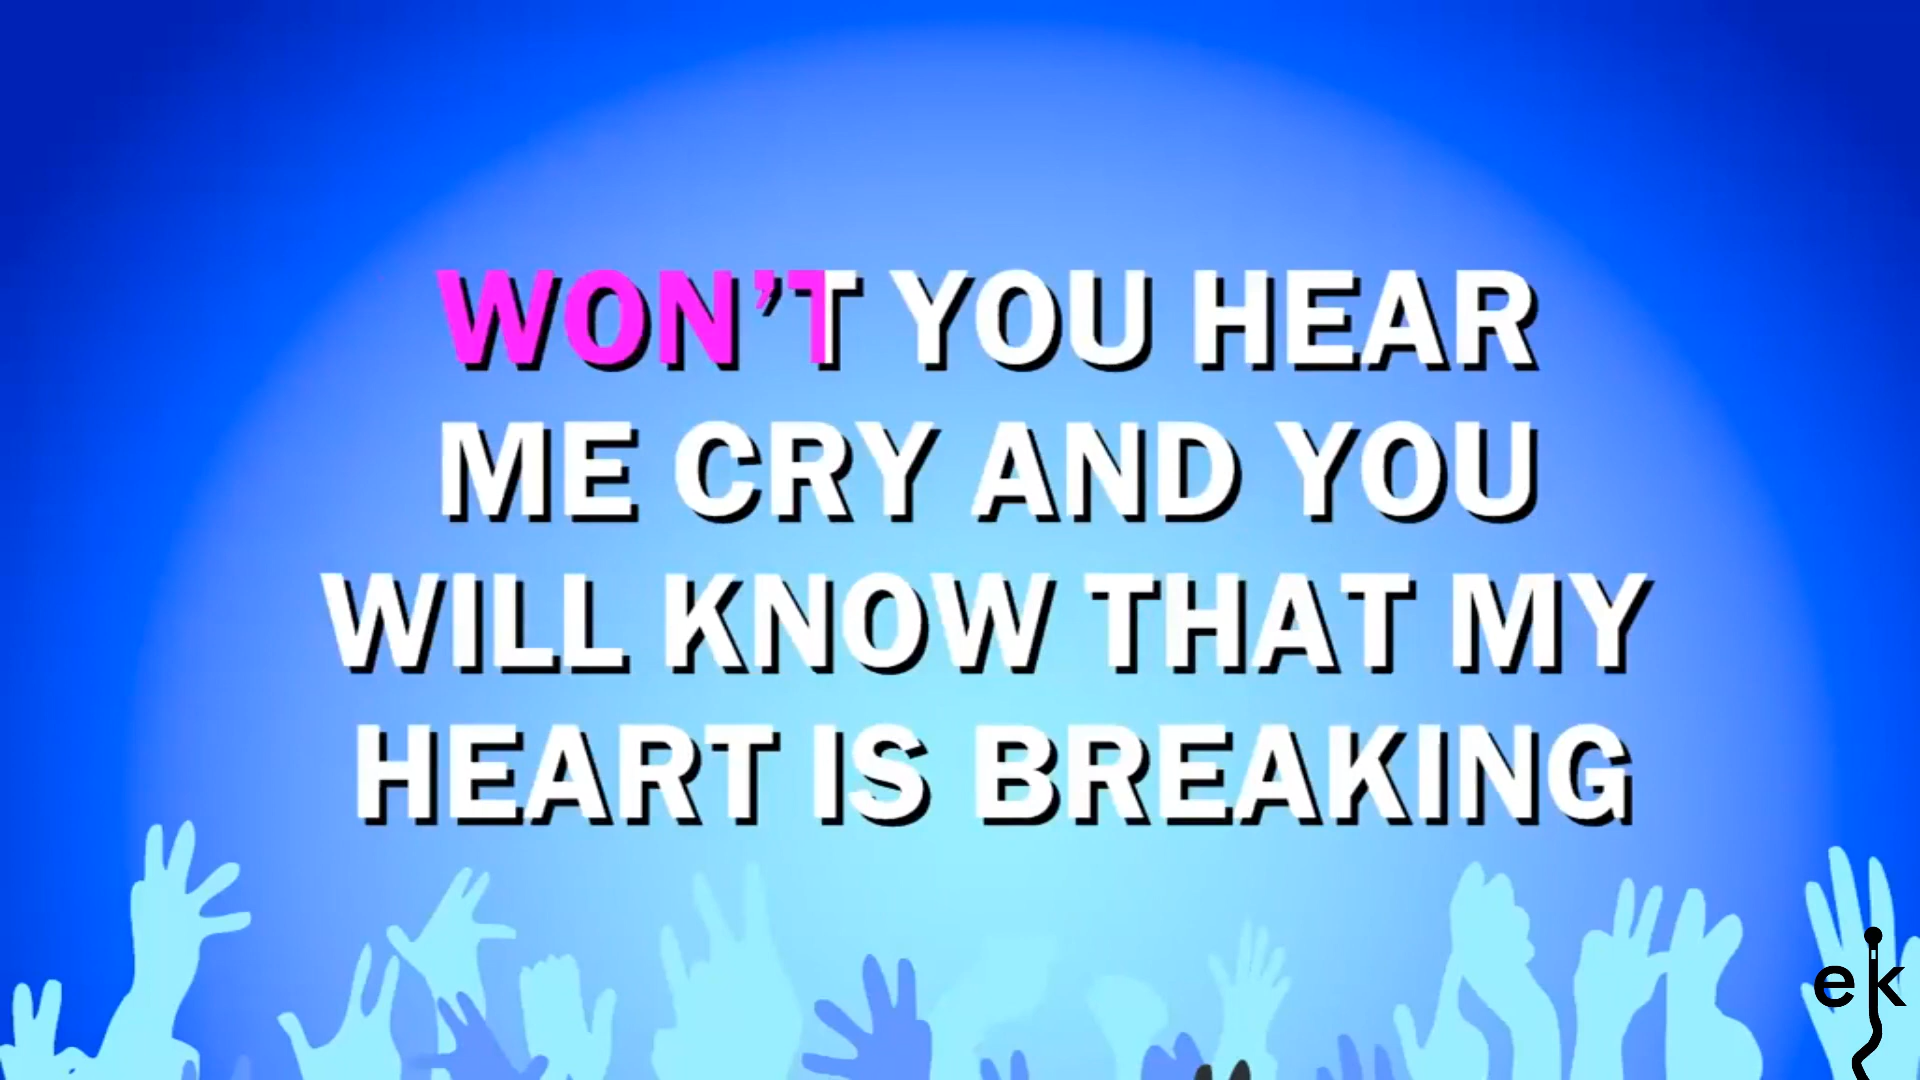 WON'T YOU HEAR
ME CRY AND YOU
WILL KNOW THAT MY
HEART IS BREAKING
ek